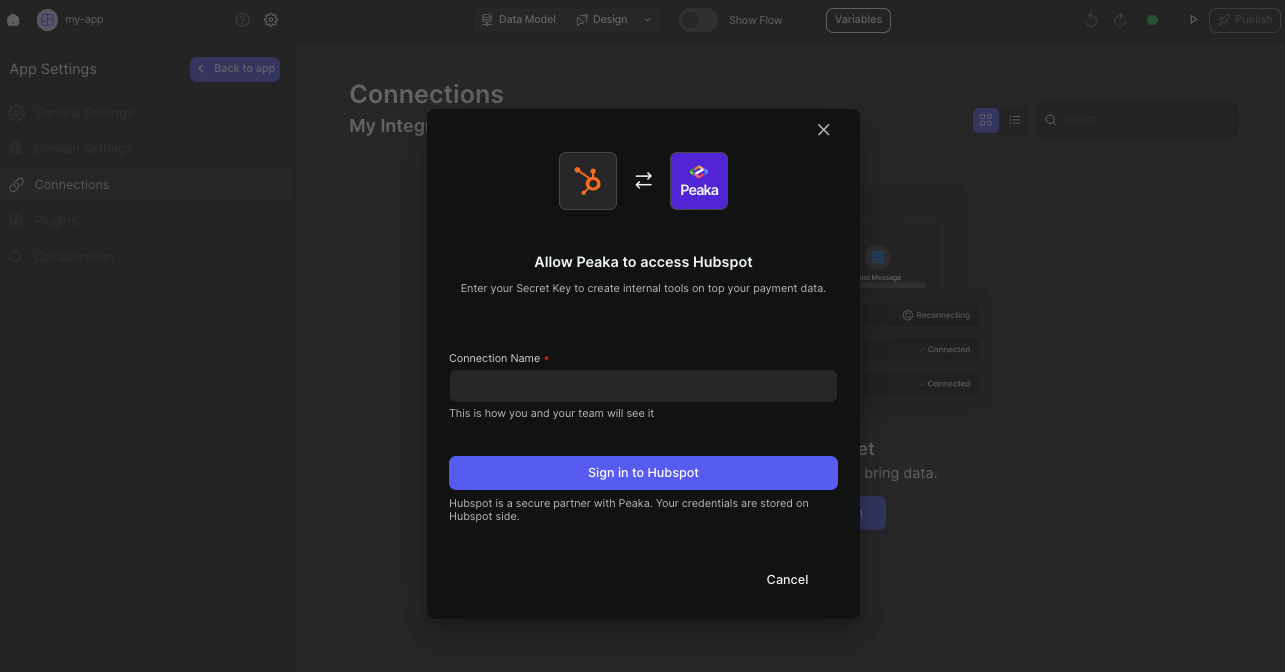 my-app
Data Model
Design
Show Flow
Variables
Publish
App Settings
Back to app
General Settings
Domain Settings
Connections
Plugins
Collaboration
Connections
My Integ
Search
Peaka
Allow Peaka to access Hubspot
Enter your Secret Key to create internal tools on top your payment data.
Connection Name *
This is how you and your team will see it
Sign in to Hubspot
Hubspot is a secure partner with Peaka. Your credentials are stored on
Hubspot side.
Cancel
nd Message
Reconnecting
Connected
Connected
et
bring data.